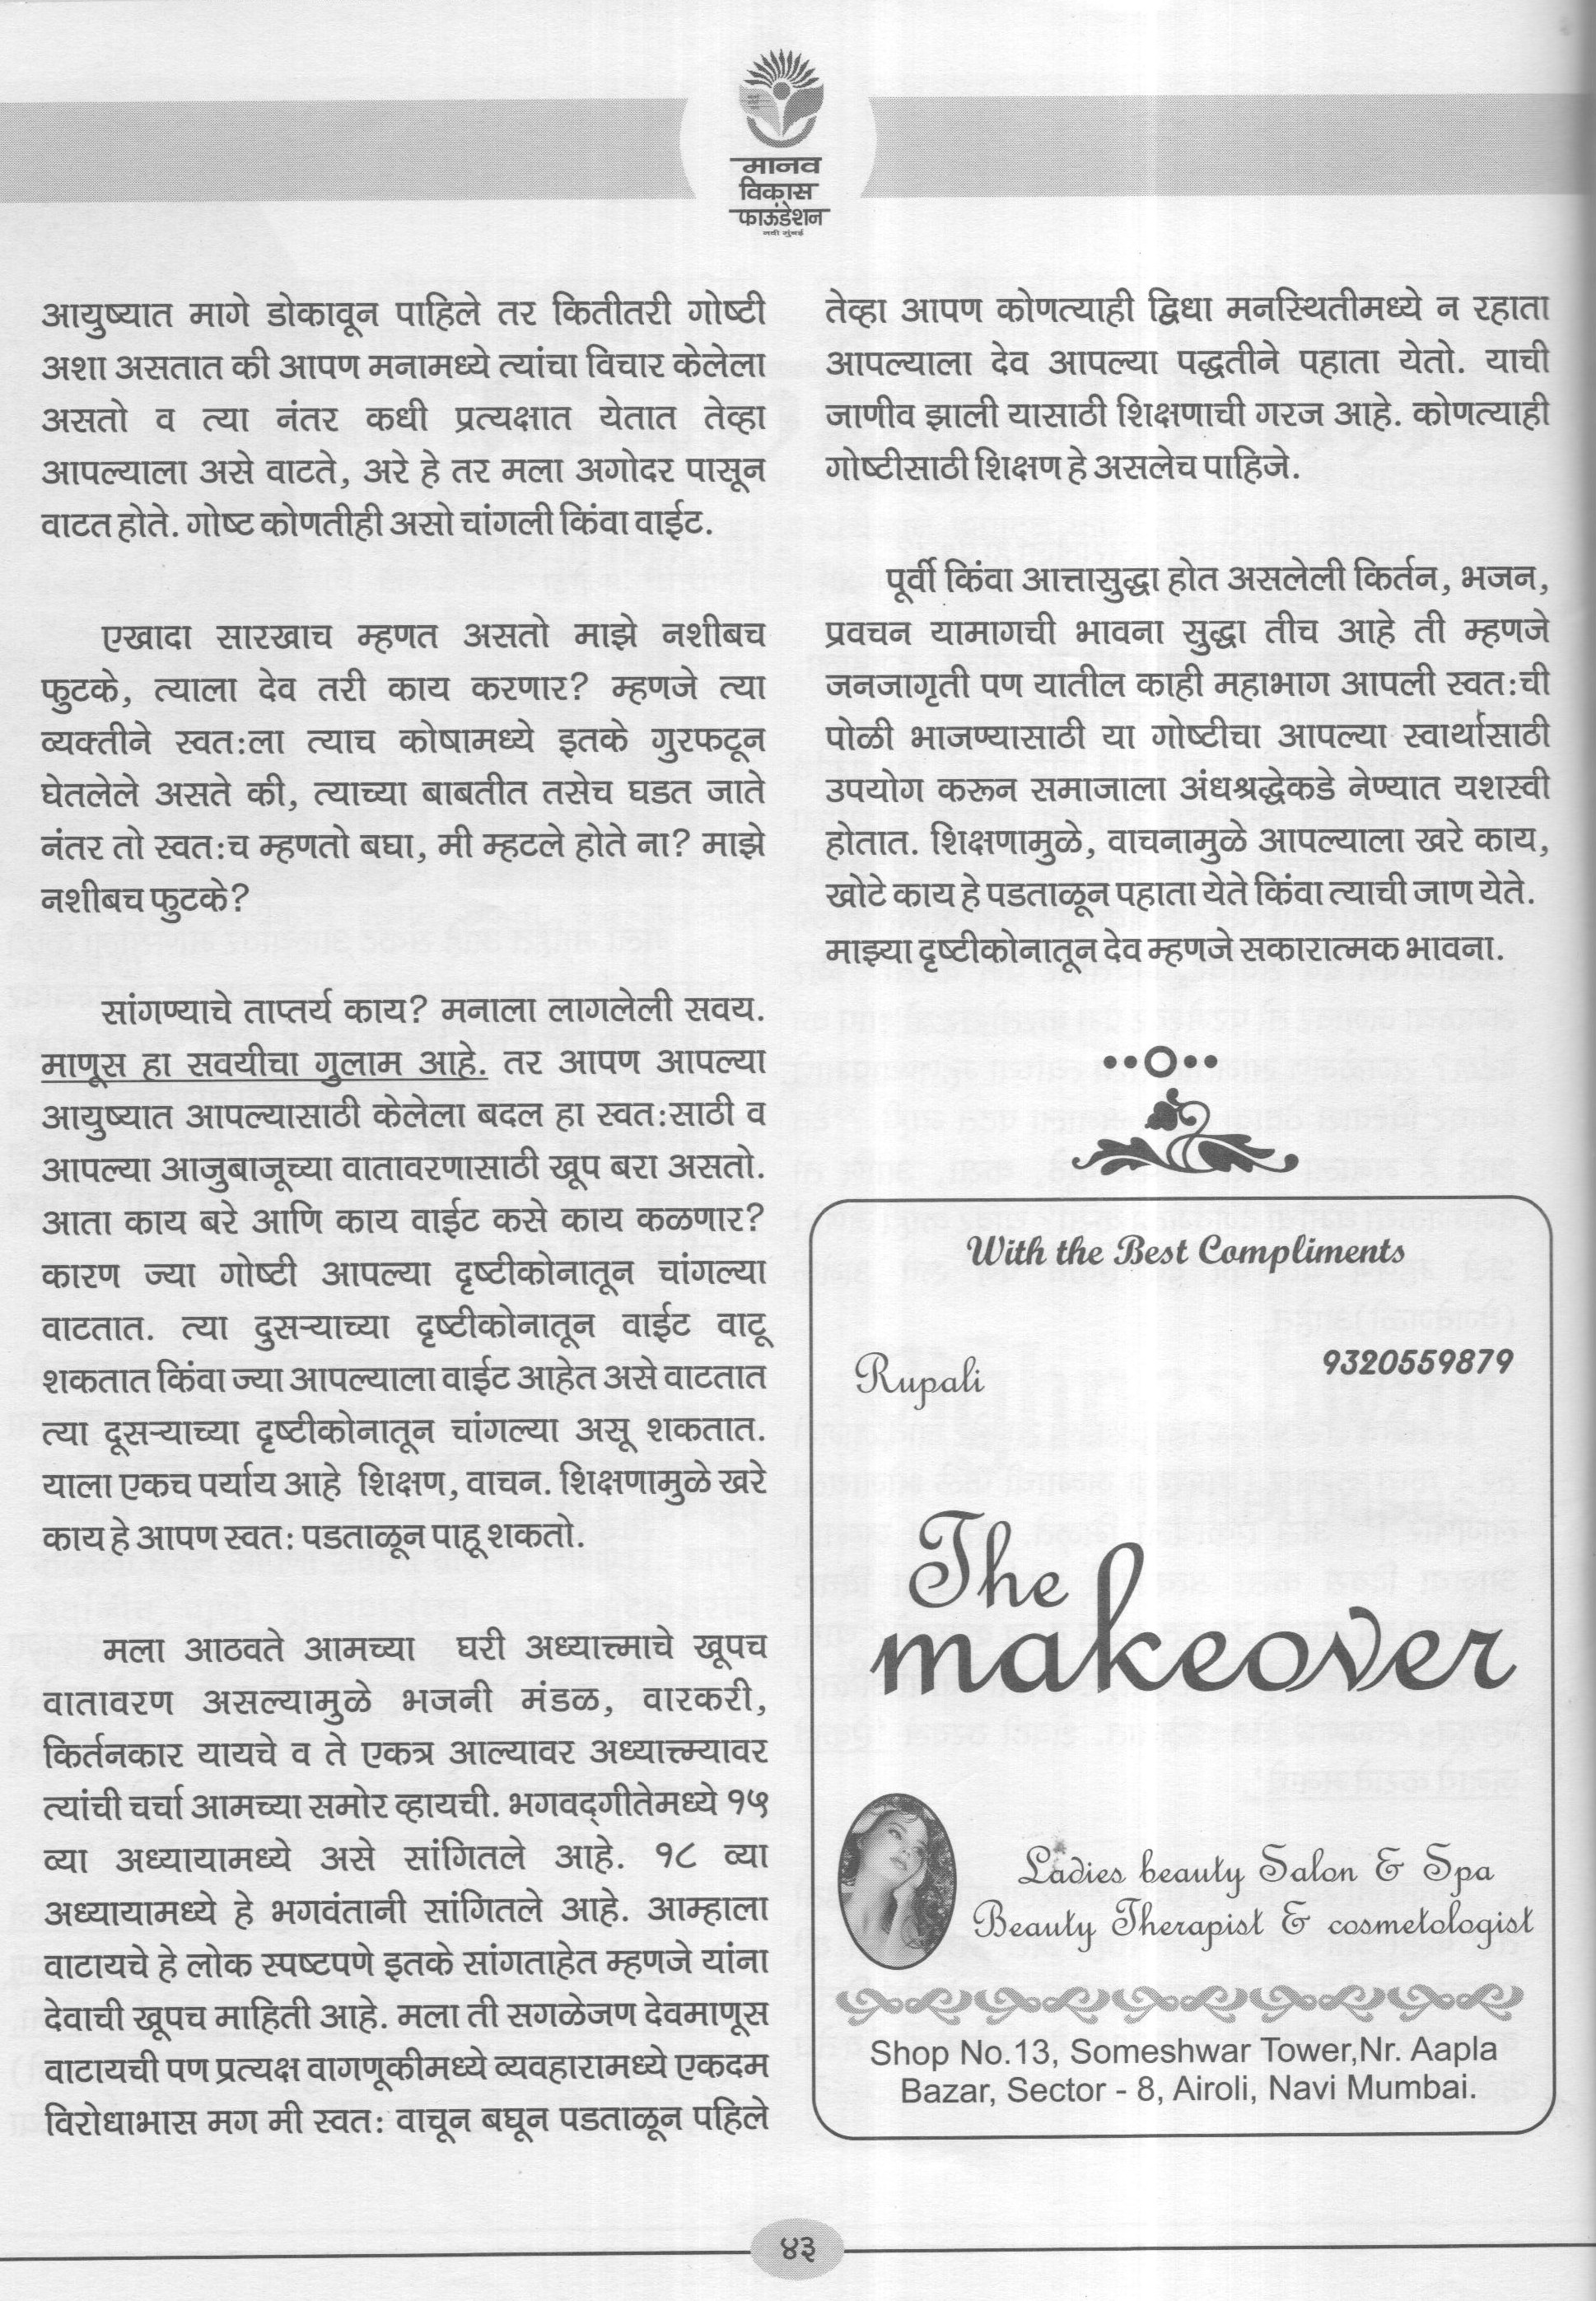 मानव
विकास
फाऊंडेशन
नवी मुंबई
आयुष्यात मागे डोकावून पाहिले तर कितीतरी गोष्टी
अशा असतात की आपण मनामध्ये त्यांचा विचार केलेला
असतो व त्या नंतर कधी प्रत्यक्षात येतात तेव्हा
आपल्याला असे वाटते, अरे हे तर मला अगोदर पासून
वाटत होते. गोष्ट कोणतीही असो चांगली किंवा वाईट.
एखादा सारखाच म्हणत असतो माझे नशीबच
फुटके, त्याला देव तरी काय करणार? म्हणजे त्या
व्यक्तीने स्वत:ला त्याच कोषामध्ये इतके गुरफटून
घेतलेले असते की, त्याच्या बाबतीत तसेच घडत जाते
नंतर तो स्वत:च म्हणतो बघा, मी म्हटले होते ना? माझे
नशीबच फुटके?
सांगण्याचे ताप्तर्य काय? मनाला लागलेली सवय.
माणूस हा सवयीचा गुलाम आहे. तर आपण आपल्या
आयुष्यात आपल्यासाठी केलेला बदल हा स्वत:साठी व
आपल्या आजुबाजूच्या वातावरणासाठी खूप बरा असतो.
आता काय बरे आणि काय वाईट कसे काय कळणार?
कारण ज्या गोष्टी आपल्या दृष्टीकोनातून चांगल्या
वाटतात. त्या दुसऱ्याच्या दृष्टीकोनातून वाईट वाटू
शकतात किंवा ज्या आपल्याला वाईट आहेत असे वाटतात
त्या दूसऱ्याच्या दृष्टीकोनातून चांगल्या असू शकतात.
याला एकच पर्याय आहे शिक्षण, वाचन. शिक्षणामुळे खरे
काय हे आपण स्वत: पडताळून पाहू शकतो.
मला आठवते आमच्या घरी अध्यात्त्माचे खूपच
वातावरण असल्यामुळे भजनी मंडळ, वारकरी,
किर्तनकार यायचे व ते एकत्र आल्यावर अध्यात्त्म्यावर
त्यांची चर्चा आमच्या समोर व्हायची. भगवद्‌गीतेमध्ये १५
व्या अध्यायामध्ये असे सांगितले आहे. १८ व्या
अध्यायामध्ये हे भगवंतानी सांगितले आहे. आम्हाला
वाटायचे हे लोक स्पष्टपणे इतके सांगताहेत म्हणजे यांना
देवाची खूपच माहिती आहे. मला ती सगळेजण देवमाणूस
वाटायची पण प्रत्यक्ष वागणूकीमध्ये व्यवहारामध्ये एकदम
विरोधाभास मग मी स्वत: वाचून बघून पडताळून पहिले
तेव्हा आपण कोणत्याही द्विधा मनस्थितीमध्ये न रहाता
आपल्याला देव आपल्या पद्धतीने पहाता येतो. याची
जाणीव झाली यासाठी शिक्षणाची गरज आहे. कोणत्याही
गोष्टीसाठी शिक्षण हे असलेच पाहिजे.
पूर्वी किंवा आत्तासुद्धा होत असलेली किर्तन, भजन,
प्रवचन यामागची भावना सुद्धा तीच आहे ती म्हणजे
जनजागृती पण यातील काही महाभाग आपली स्वत:ची
पोळी भाजण्यासाठी या गोष्टीचा आपल्या स्वार्थासाठी
उपयोग करून समाजाला अंधश्रद्धेकडे नेण्यात यशस्वी
होतात. शिक्षणामुळे, वाचनामुळे आपल्याला खरे काय,
खोटे काय हे पडताळून पहाता येते किंवा त्याची जाण येते.
माझ्या दृष्टीकोनातून देव म्हणजे सकारात्मक भावना.
With the Best Compliments
Rupali 9320559879
The
makeover
Ladies beauty Salon & Spa
Beauty Therapist & cosmetologist
Shop No.13, Someshwar Tower,Nr. Aapla
Bazar, Sector - 8, Airoli, Navi Mumbai.
४३